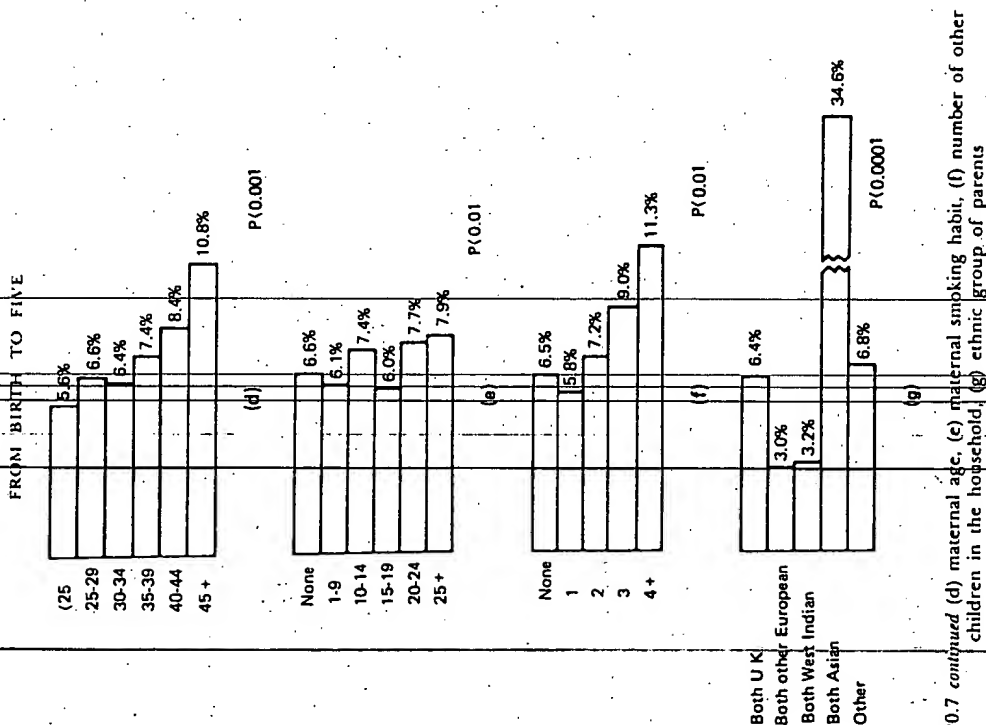 FROM BIRTH TO FIVE
(25 5.6%
25-29 6.6%
30-34 6.4%
35-39 7.4%
40-44 8.4%
45 + 10.8%
P(0.001
(d)
None 6.6%
1-9 6.1%
10-14 7.4%
15-19 6.0%
20-24 7.7%
25 + 7.9%
P(0.01
(e)
None 6.5%
1 5.8%
2 7.2%
3 9.0%
4 + 11.3%
P(0.01
(f)
Both U K 6.4%
Both other European 3.0%
Both West Indian 3.2%
Both Asian 34.6%
Other 6.8%
P(0.0001
(g)
0.7 continued (d) maternal age, (e) maternal smoking habit, (f) number of other
children in the household, (g) ethnic group of parents